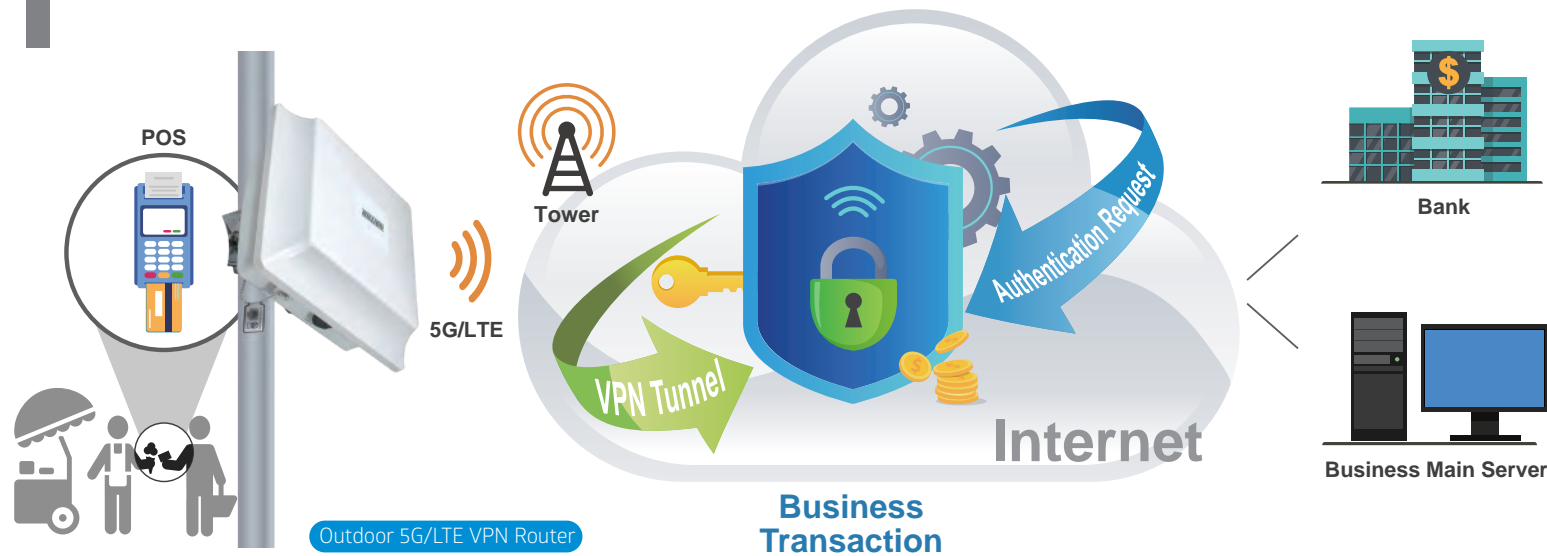 POS
Tower
5G/LTE
VPN Tunnel
Authentication Request
$
$
$
Internet
Bank
Business Main Server
Outdoor 5G/LTE VPN Router
Business
Transaction